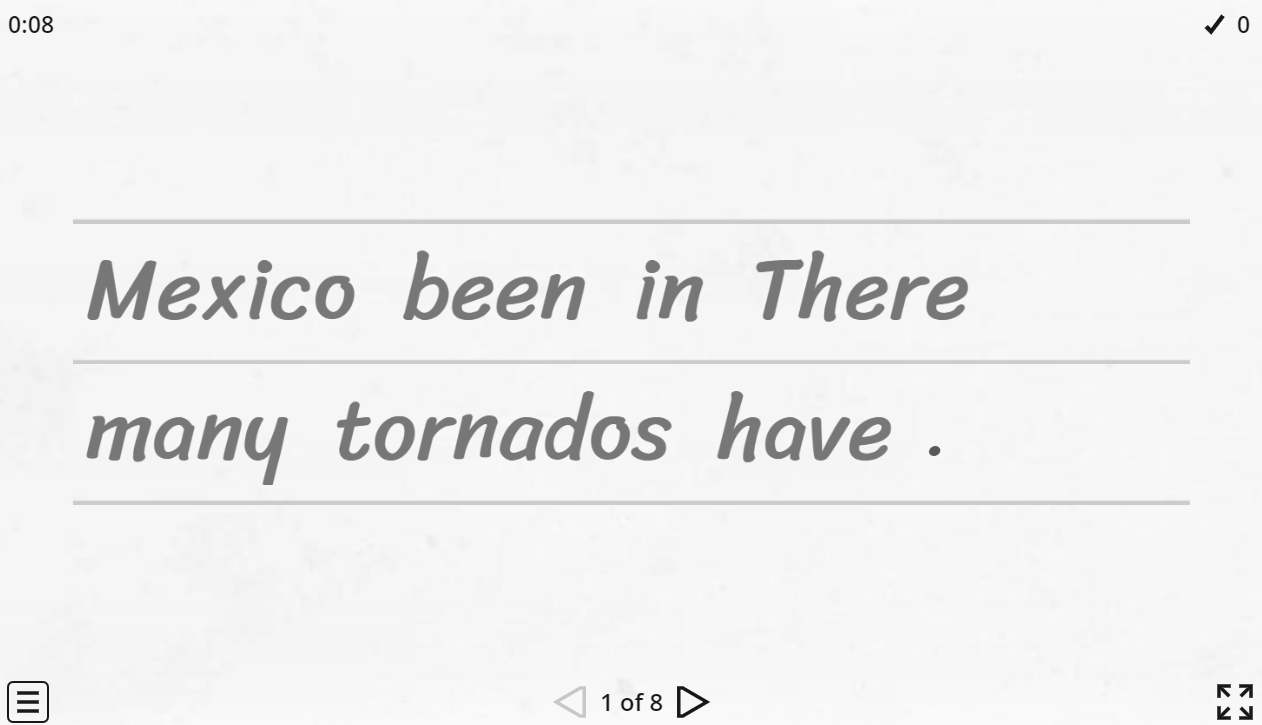 0:08
✓ 0
Mexico been in There
many tornados have .
1 of 8